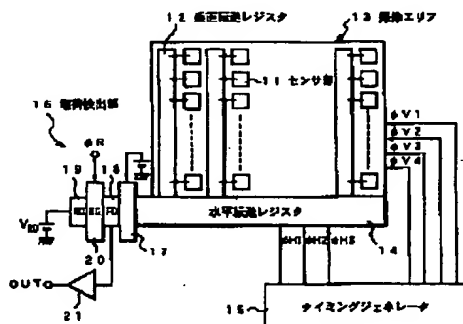 12 垂直転送レジスタ
13 撮像エリア
11 センサ部
16 電荷検出部
φR
19
18
RD
RG
FD
V RD
20
17
OUT
21
水平転送レジスタ
14
φV1
φV2
φV3
φV4
φH1 φH2 φH3
15
タイミングジェネレータ